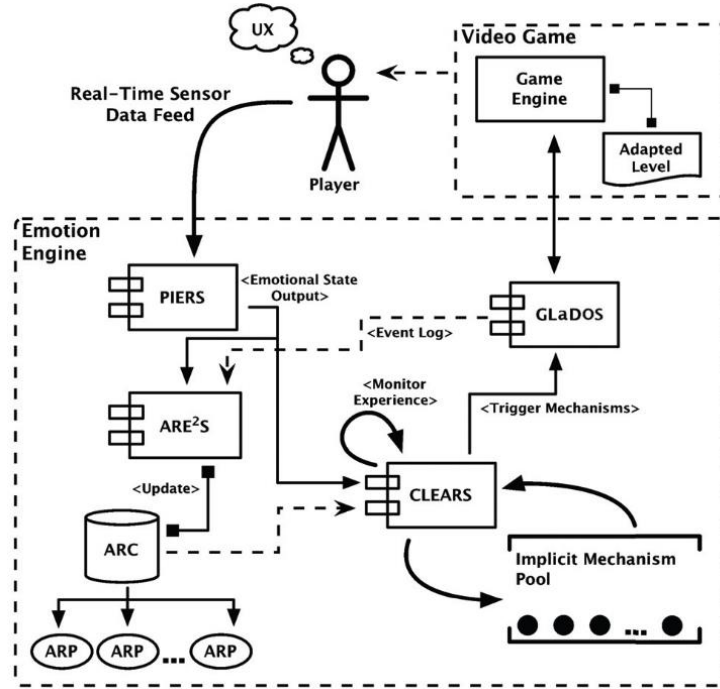 UX
Video Game
Game
Engine
Real-Time Sensor
Data Feed
Adapted
Level
Player
Emotion
Engine
PIERS
<Emotional State
Output>
GLaDOS
<Event Log>
<Monitor
Experience>
<Trigger Mechanisms>
ARE²S
<Update>
CLEARS
ARC
Implicit Mechanism
Pool
...
ARP
ARP
...
ARP